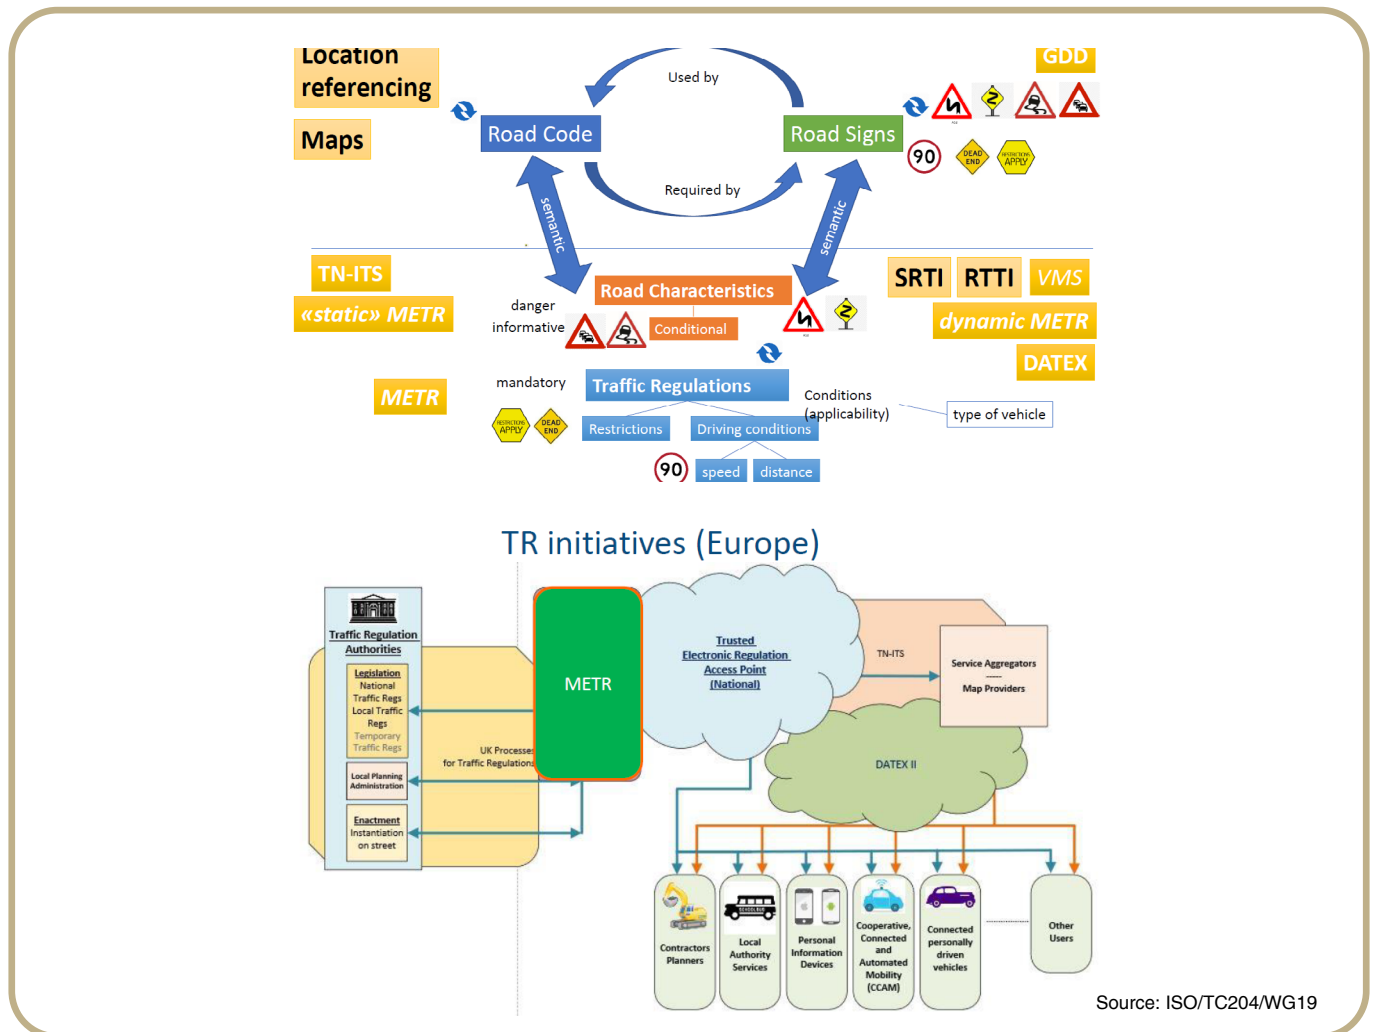 Location
referencing
Maps
Used by
GDD
Road Code
Road Signs
90
DEAD
END
RESTRICTIONS
APPLY
Required by
semantic
semantic
TN-ITS
«static» METR
SRTI
RTTI
VMS
dynamic METR
DATEX
Road Characteristics
danger
informative
Conditional
METR
mandatory
Traffic Regulations
Conditions
(applicability)
type of vehicle
RESTRICTIONS
APPLY
DEAD
END
Restrictions
Driving conditions
90
speed
distance
TR initiatives (Europe)
Traffic Regulation
Authorities
Legislation
National
Traffic Regs
Local Traffic
Regs
Temporary
Traffic Regs
Local Planning
Administration
Enactment
Instantiation
on street
UK Processes
for Traffic Regulations
METR
Trusted
Electronic Regulation
Access Point
(National)
TN-ITS
Service Aggregators
-----
Map Providers
DATEX II
Contractors
Planners
SCHOOL BUS
Local
Authority
Services
Personal
Information
Devices
Cooperative,
Connected
and
Automated
Mobility
(CCAM)
Connected
personally
driven
vehicles
Other
Users
Source: ISO/TC204/WG19